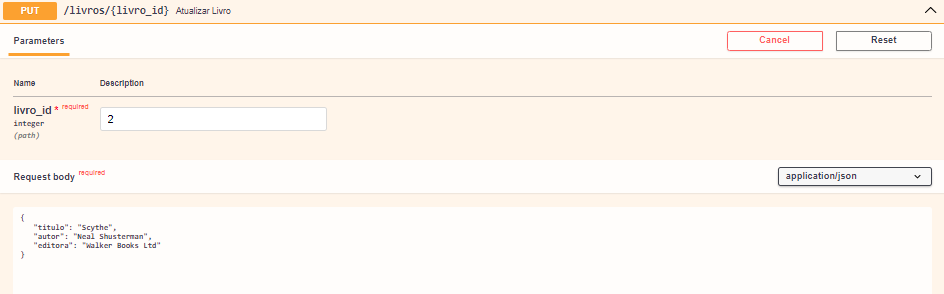 PUT /livros/{livro_id} Atualizar Livro
Parameters Cancel Reset
Name Description
livro_id * required 2
integer
(path)
Request body required application/json
{
"titulo": "Scythe",
"autor": "Neal Shusterman",
"editora": "Walker Books Ltd"
}